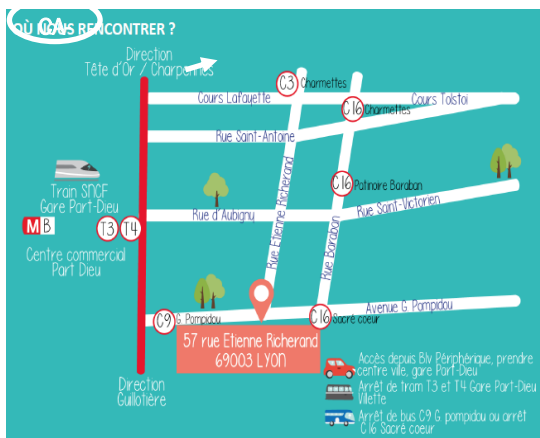 OÙ NOUS RENCONTRER ?
CA
Direction
Tête d'Or / Charpennes
C3 Charmettes
Cours Lafayette
Cours Tolstoï
C16 Charmettes
Rue Saint-Antoine
Train SNCF
Gare Part-Dieu
M B
T3 T4
Centre commercial
Part Dieu
C16 Patinoire Baraban
Rue d'Aubigny
Rue Saint-Victorien
Rue Etienne Richerand
Rue Baraban
Avenue G Pompidou
C9 G Pompidou
C16 Sacré coeur
57 rue Etienne Richerand
69003 LYON
Direction
Guillotière
Accès depuis Blv Périphérique, prendre
centre ville, gare Part-Dieu
Arrêt de tram T3 et T4 Gare Part-Dieu
Villette
Arrêt de bus C9 G pompidou ou arrêt
C16 Sacré coeur